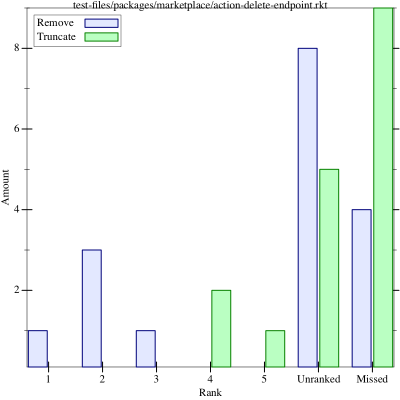 test-files/packages/marketplace/action-delete-endpoint.rkt
Remove
Truncate
8
6
4
2
Amount
1 2 3 4 5 Unranked Missed
Rank